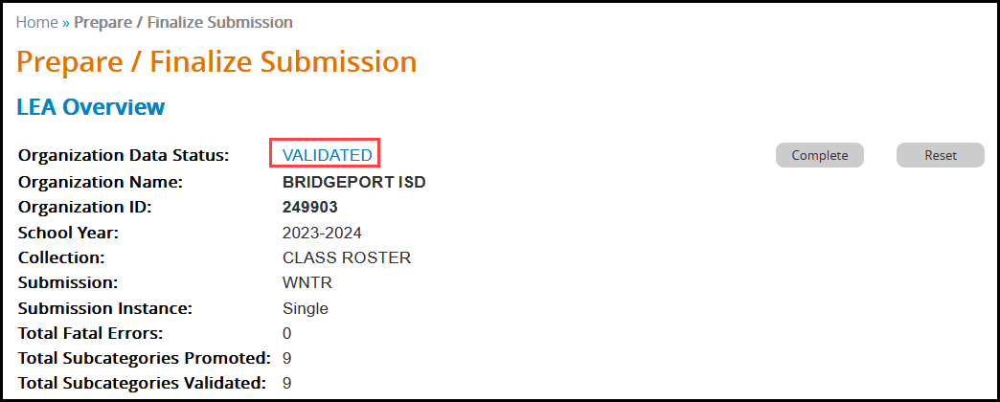 Home » Prepare / Finalize Submission
Prepare / Finalize Submission
LEA Overview
Organization Data Status: VALIDATED Complete Reset
Organization Name: BRIDGEPORT ISD
Organization ID: 249903
School Year: 2023-2024
Collection: CLASS ROSTER
Submission: WNTR
Submission Instance: Single
Total Fatal Errors: 0
Total Subcategories Promoted: 9
Total Subcategories Validated: 9